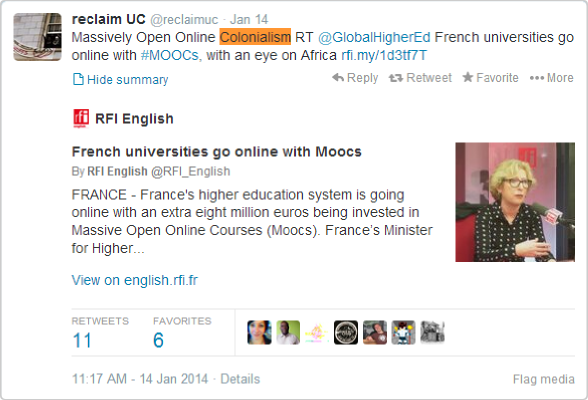 reclaim UC @reclaimuc · Jan 14
Massively Open Online Colonialism RT @GlobalHigherEd French universities go
online with #MOOCs, with an eye on Africa rfi.my/1d3tf7T
Hide summary Reply Retweet Favorite More
rfi RFI English
French universities go online with Moocs
By RFI English @RFI_English
FRANCE - France's higher education system is going
online with an extra eight million euros being invested in
Massive Open Online Courses (Moocs). France's Minister
for Higher...
View on english.rfi.fr
RETWEETS FAVORITES
11 6
11:17 AM - 14 Jan 2014 · Details Flag media